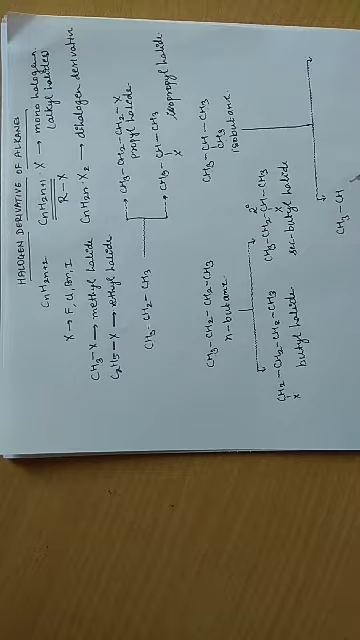 HALOGEN DERIVATIVE OF ALKANES
CnH2n+2 CnH2n+1 · X → mono halogen
(alkyl halides)
R - X
X → F, Cl, Br, I CnH2n · X2 → dihalogen derivative
CH3 - X → methyl halide
C2H5 - X → ethyl halide
CH3 - CH2 - CH2 - X
propyl halide
CH3 - CH2 - CH3
CH3 - CH - CH3
X isopropyl halide
CH3 - CH2 - CH2 - CH3
n-butane
CH3 - CH - CH3
CH3
isobutane
2°
CH3 - CH2 - CH - CH3
X
sec-butyl halide
CH2 - CH2 - CH2 - CH3
X
butyl halide
CH3 - CH